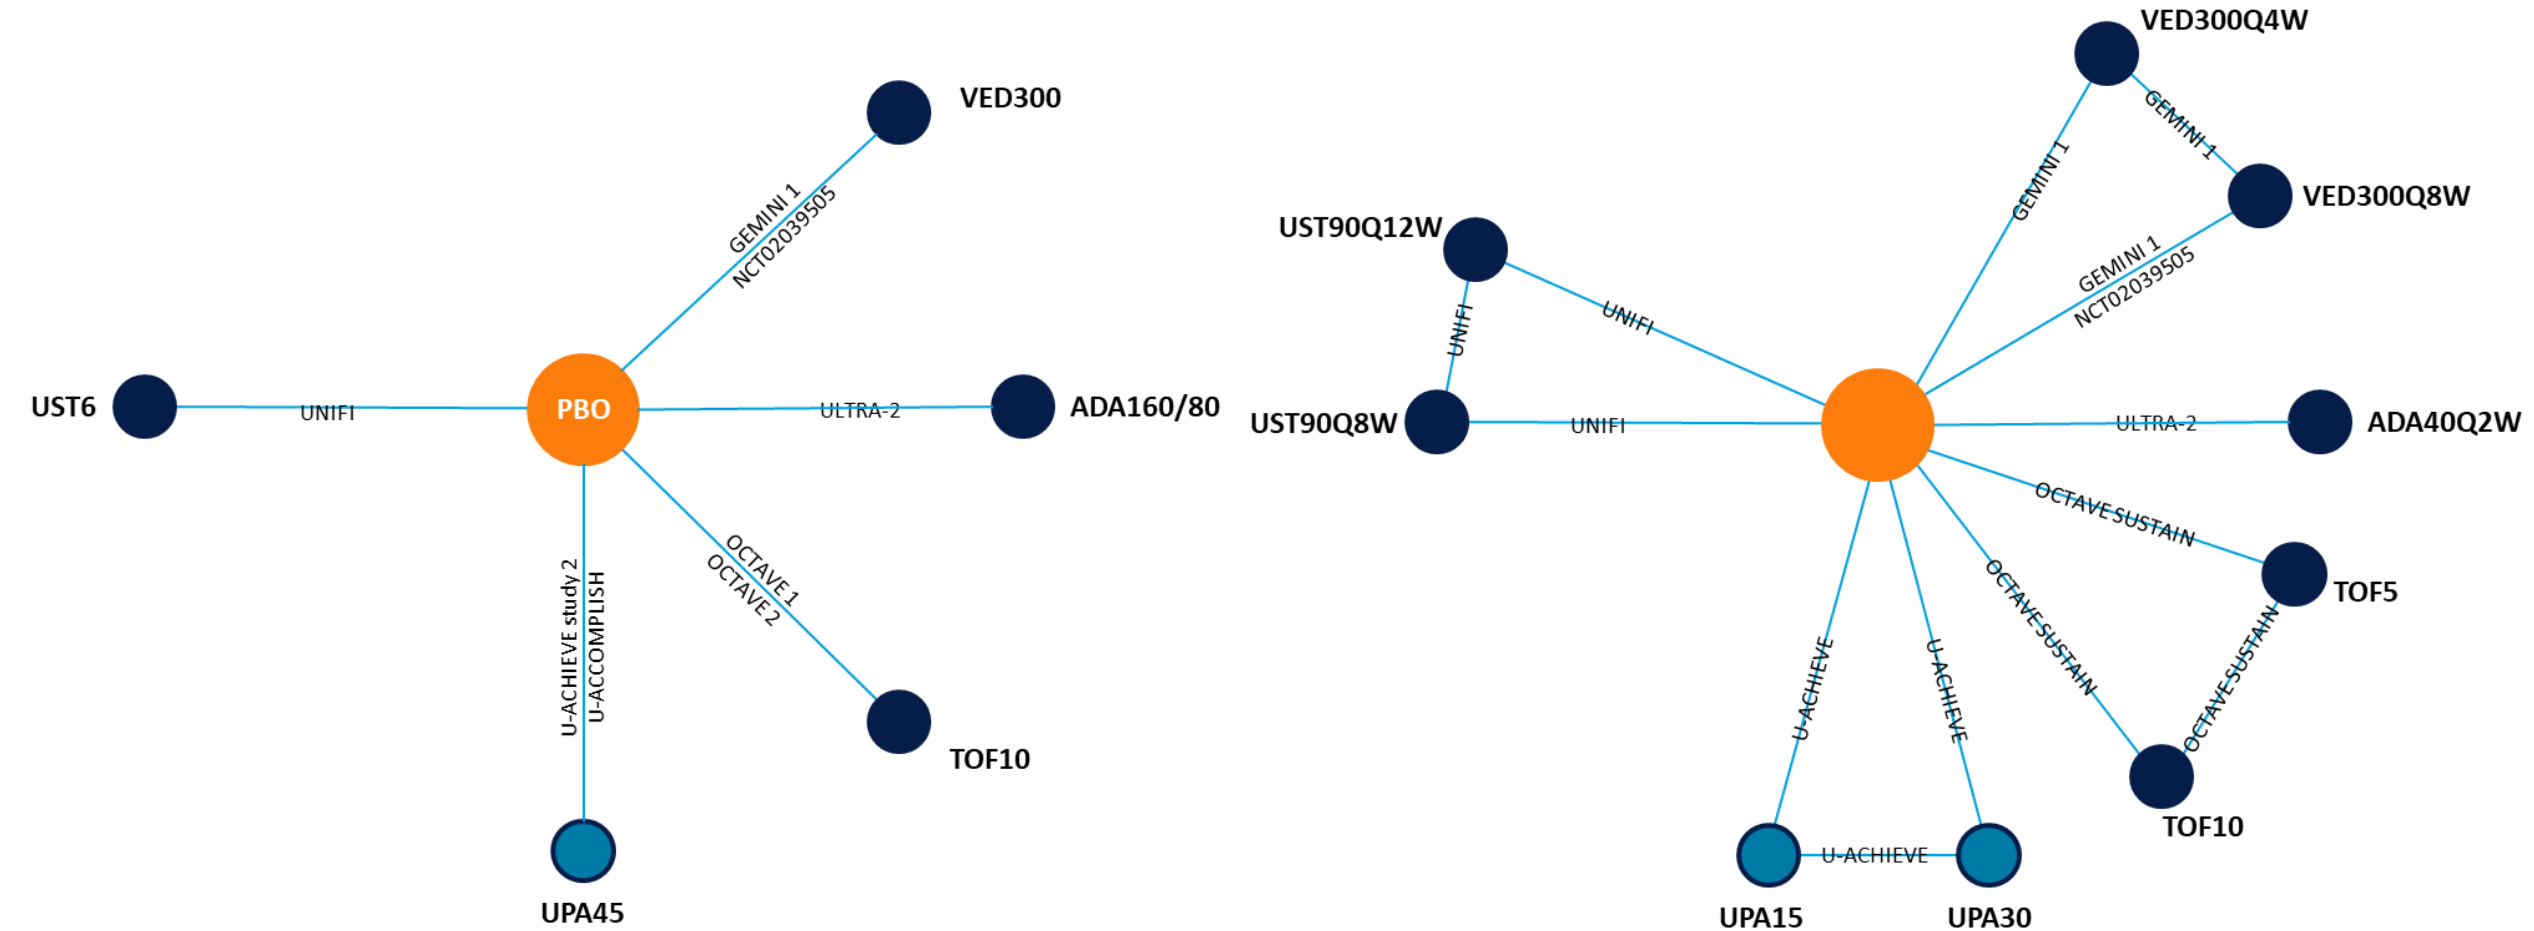 VED300
GEMINI 1
NCT02039505
UST6
UNIFI
PBO
ULTRA-2
ADA160/80
OCTAVE 1
OCTAVE 2
TOF10
U-ACHIEVE study 2
U-ACCOMPLISH
UPA45
VED300Q4W
GEMINI 1
GEMINI 1
VED300Q8W
GEMINI 1
NCT02039505
UST90Q12W
UNIFI
UNIFI
UST90Q8W
UNIFI
ULTRA-2
ADA40Q2W
OCTAVE SUSTAIN
TOF5
OCTAVE SUSTAIN
OCTAVE SUSTAIN
TOF10
U-ACHIEVE
U-ACHIEVE
U-ACHIEVE
UPA15
UPA30